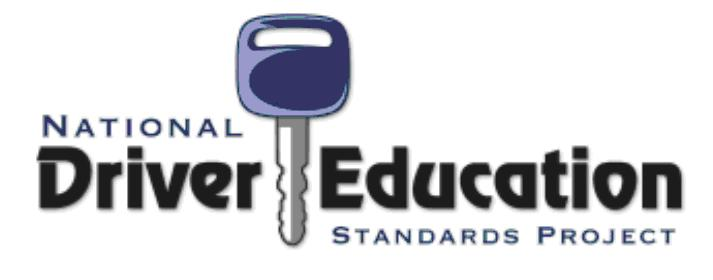 NATIONAL
Driver Education
STANDARDS PROJECT